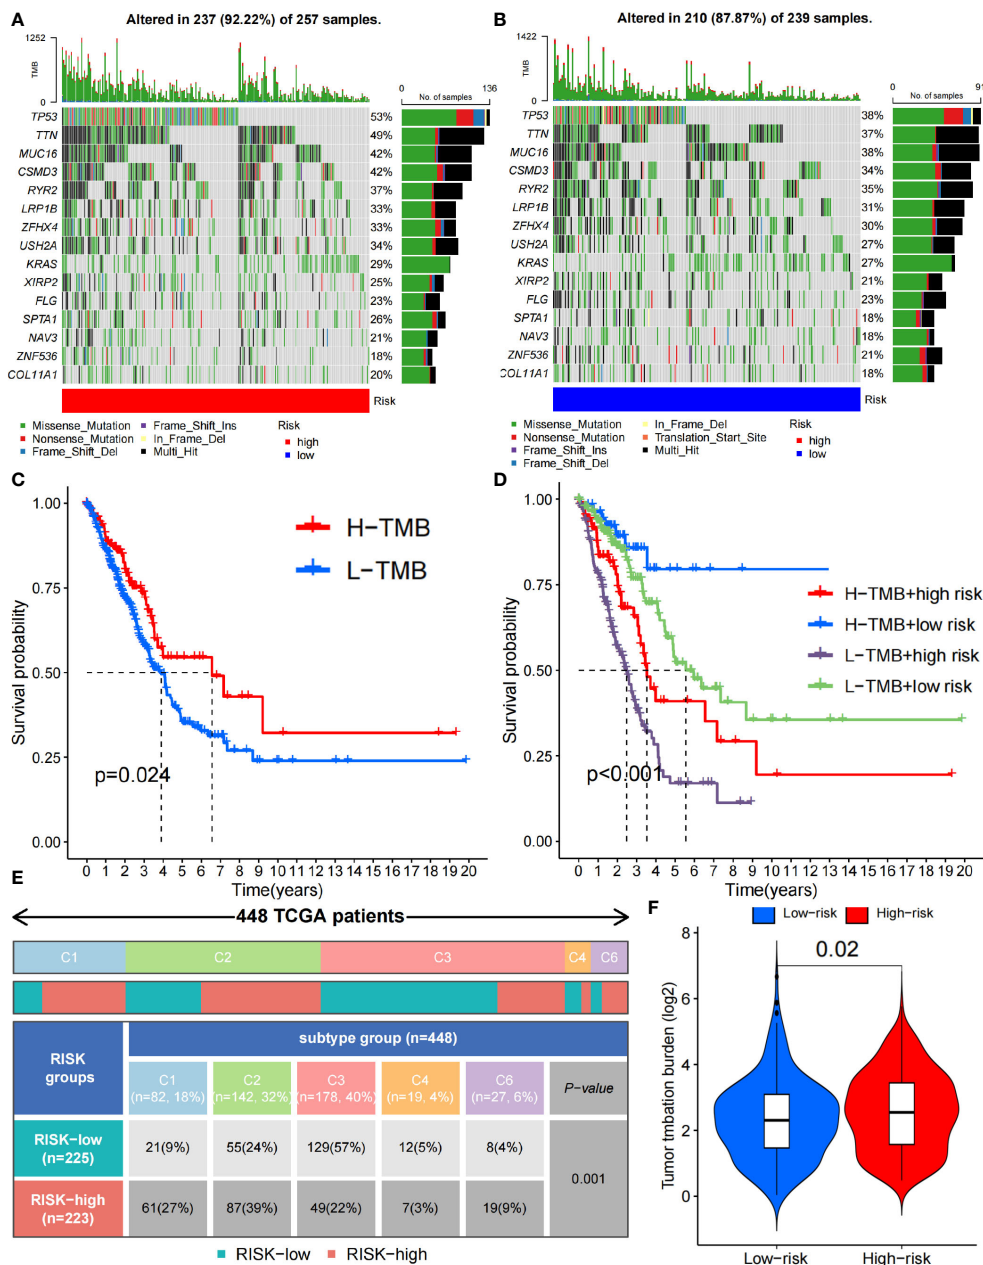 A
Altered in 237 (92.22%) of 257 samples.
1252
TMB
0
0 136
No. of samples
TP53 53%
TTN 49%
MUC16 42%
CSMD3 42%
RYR2 37%
LRP1B 33%
ZFHX4 33%
USH2A 34%
KRAS 29%
XIRP2 25%
FLG 23%
SPTA1 26%
NAV3 21%
ZNF536 18%
COL11A1 20%
Risk
Missense_Mutation Frame_Shift_Ins Risk
Nonsense_Mutation In_Frame_Del high
Frame_Shift_Del Multi_Hit low
B
Altered in 210 (87.87%) of 239 samples.
1422
TMB
0
0 91
No. of samples
TP53 38%
TTN 37%
MUC16 38%
CSMD3 34%
RYR2 35%
LRP1B 31%
ZFHX4 30%
USH2A 27%
KRAS 27%
XIRP2 21%
FLG 23%
SPTA1 18%
NAV3 18%
ZNF536 21%
COL11A1 18%
Risk
Missense_Mutation In_Frame_Del Risk
Nonsense_Mutation Translation_Start_Site high
Frame_Shift_Ins Multi_Hit low
Frame_Shift_Del
C
Survival probability
1.00
0.75
0.50
0.25
0.00
H-TMB
L-TMB
p=0.024
0 1 2 3 4 5 6 7 8 9 10 11 12 13 14 15 16 17 18 19 20
Time(years)
D
Survival probability
1.00
0.75
0.50
0.25
0.00
H-TMB+high risk
H-TMB+low risk
L-TMB+high risk
L-TMB+low risk
p<0.001
0 1 2 3 4 5 6 7 8 9 10 11 12 13 14 15 16 17 18 19 20
Time(years)
E
448 TCGA patients
C1 C2 C3 C4 C6
RISK groups
subtype group (n=448)
C1 (n=82, 18%)
C2 (n=142, 32%)
C3 (n=178, 40%)
C4 (n=19, 4%)
C6 (n=27, 6%)
P-value
RISK-low (n=225)
21(9%) 55(24%) 129(57%) 12(5%) 8(4%)
0.001
RISK-high (n=223)
61(27%) 87(39%) 49(22%) 7(3%) 19(9%)
RISK-low RISK-high
F
Low-risk High-risk
Tumor tmbation burden (log2)
8
6
4
2
0
0.02
Low-risk High-risk